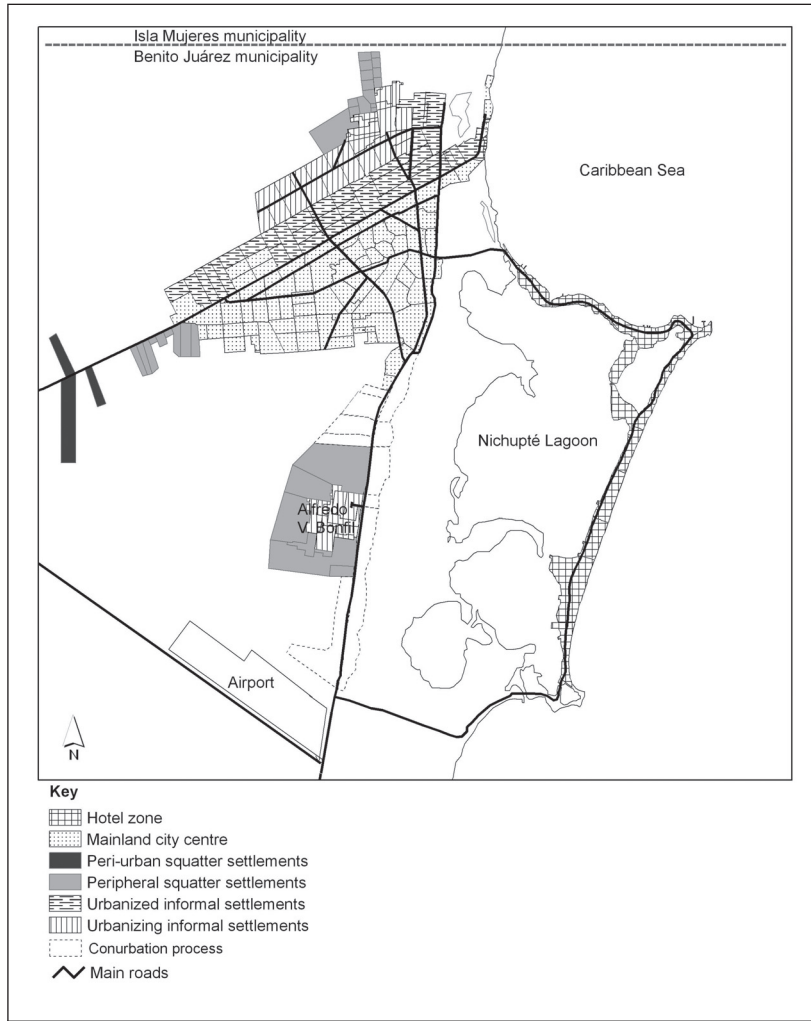 Isla Mujeres municipality
Benito Juárez municipality
Caribbean Sea
Nichupté Lagoon
Alfredo
V. Bonfil
Airport
N
Key
Hotel zone
Mainland city centre
Peri-urban squatter settlements
Peripheral squatter settlements
Urbanized informal settlements
Urbanizing informal settlements
Conurbation process
Main roads